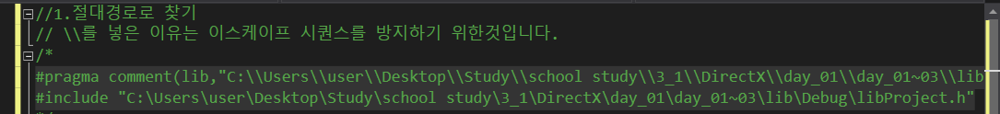 //1.절대경로로 찾기
// \\를 넣은 이유는 이스케이프 시퀀스를 방지하기 위한것입니다.
/*
#pragma comment(lib,"C:\\Users\\user\\Desktop\\Study\\school study\\3_1\\DirectX\\day_01\\day_01~03\\lib
#include "C:\Users\user\Desktop\Study\school study\3_1\DirectX\day_01\day_01~03\lib\Debug\libProject.h"